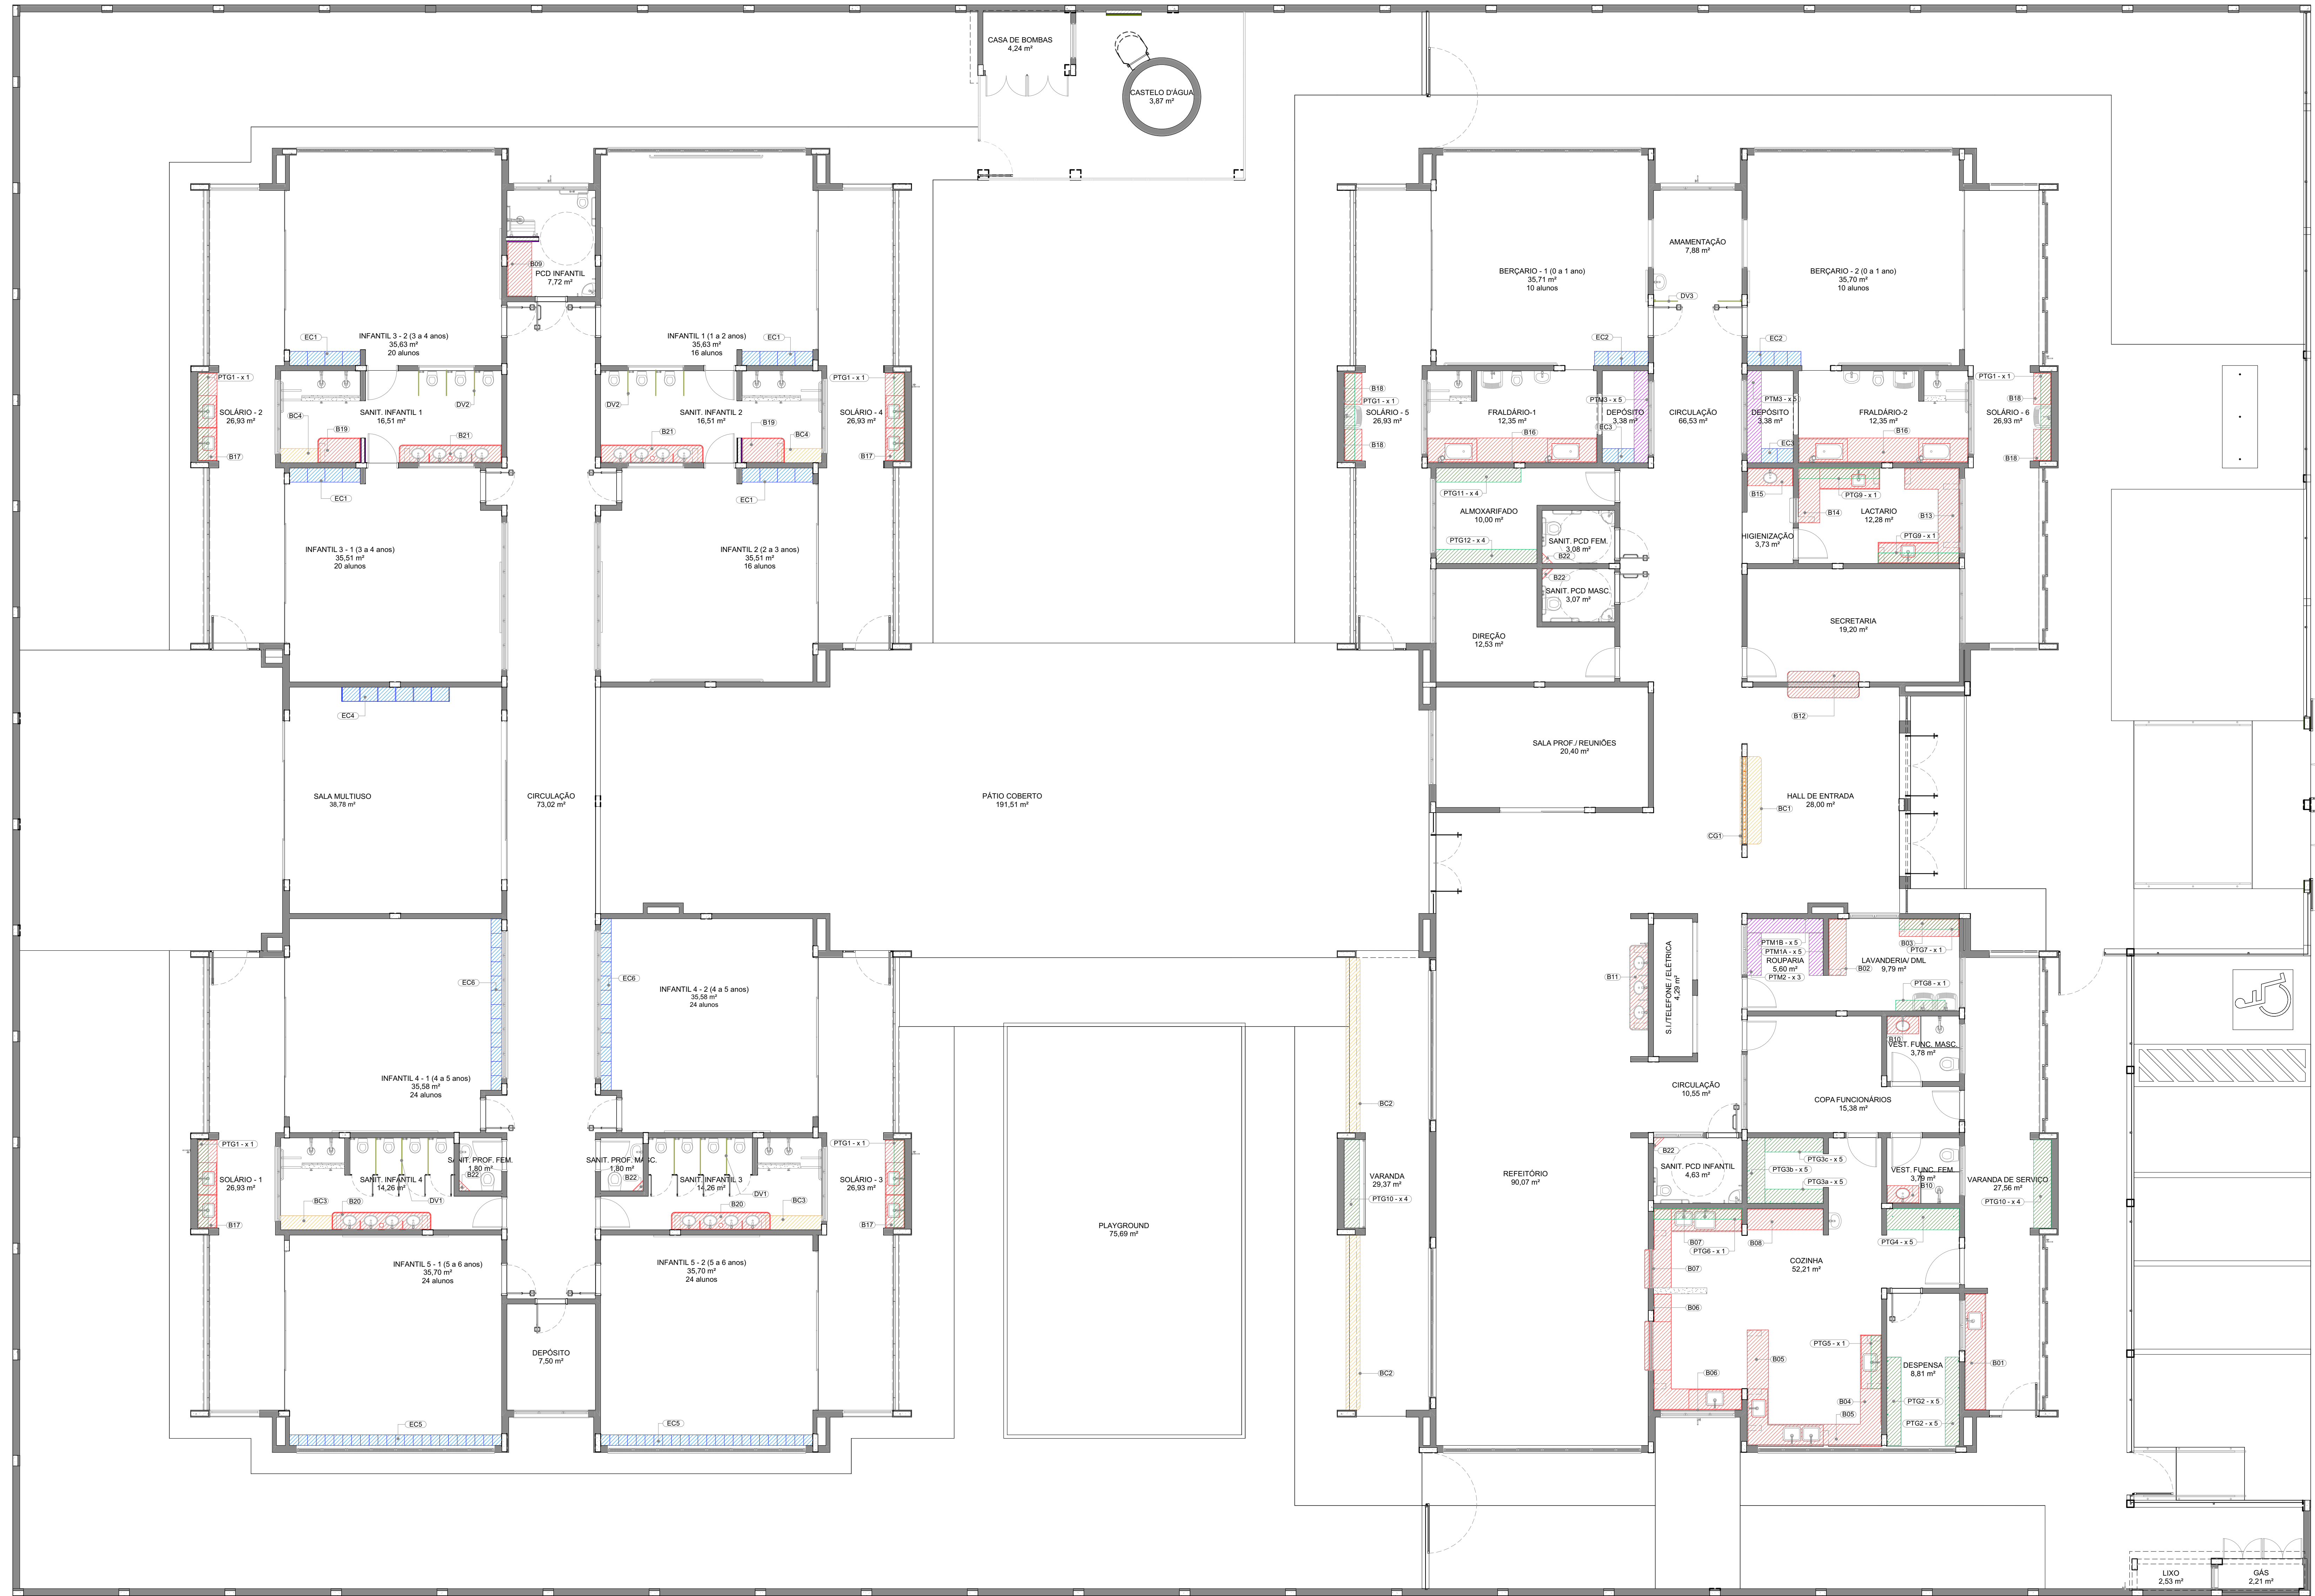 CASA DE BOMBAS
4,24 m²
CASTELO D'ÁGUA
3,87 m²
B09
PCD INFANTIL
7,72 m²
INFANTIL 3 - 2 (3 a 4 anos)
35,63 m²
20 alunos
EC1
INFANTIL 1 (1 a 2 anos)
35,63 m²
16 alunos
EC1
PTG1 - x 1
SOLÁRIO - 2
26,93 m²
B17
BC4
SANIT. INFANTIL 1
16,51 m²
B19
DV2
B21
DV2
SANIT. INFANTIL 2
16,51 m²
B21
B19
BC4
PTG1 - x 1
SOLÁRIO - 4
26,93 m²
B17
EC1
INFANTIL 3 - 1 (3 a 4 anos)
35,51 m²
20 alunos
EC1
INFANTIL 2 (2 a 3 anos)
35,51 m²
16 alunos
EC4
SALA MULTIUSO
38,78 m²
CIRCULAÇÃO
73,02 m²
PÁTIO COBERTO
191,51 m²
EC6
INFANTIL 4 - 1 (4 a 5 anos)
35,58 m²
24 alunos
EC6
INFANTIL 4 - 2 (4 a 5 anos)
35,58 m²
24 alunos
PTG1 - x 1
SOLÁRIO - 1
26,93 m²
B17
BC3
B20
SANIT. INFANTIL 4
14,26 m²
DV1
SANIT. PROF. FEM.
1,80 m²
B22
SANIT. PROF. MASC.
1,80 m²
B22
SANIT. INFANTIL 3
14,26 m²
DV1
B20
BC3
PTG1 - x 1
SOLÁRIO - 3
26,93 m²
B17
INFANTIL 5 - 1 (5 a 6 anos)
35,70 m²
24 alunos
EC5
INFANTIL 5 - 2 (5 a 6 anos)
35,70 m²
24 alunos
EC5
DEPÓSITO
7,50 m²
PLAYGROUND
75,69 m²
BERÇARIO - 1 (0 a 1 ano)
35,71 m²
10 alunos
EC2
AMAMENTAÇÃO
7,88 m²
DV3
BERÇARIO - 2 (0 a 1 ano)
35,70 m²
10 alunos
EC2
B18
PTG1 - x 1
SOLÁRIO - 5
26,93 m²
B18
FRALDÁRIO-1
12,35 m²
B16
PTM3 - x 5
DEPÓSITO
3,38 m²
EC3
CIRCULAÇÃO
66,53 m²
PTM3 - x 5
DEPÓSITO
3,38 m²
EC3
FRALDÁRIO-2
12,35 m²
B16
PTG1 - x 1
B18
SOLÁRIO - 6
26,93 m²
B18
PTG11 - x 4
ALMOXARIFADO
10,00 m²
PTG12 - x 4
SANIT. PCD FEM.
3,08 m²
B22
B22
SANIT. PCD MASC.
3,07 m²
B15
HIGIENIZAÇÃO
3,73 m²
PTG9 - x 1
B14
LACTARIO
12,28 m²
B13
PTG9 - x 1
DIREÇÃO
12,53 m²
SECRETARIA
19,20 m²
B12
SALA PROF./ REUNIÕES
20,40 m²
HALL DE ENTRADA
28,00 m²
BC1
CG1
B11
S.I./TELEFONE / ELÉTRICA
4,29 m²
PTM1B - x 5
PTM1A - x 5
ROUPARIA
5,60 m²
PTM2 - x 3
B02
B03
PTG7 - x 1
LAVANDERIA/ DML
9,79 m²
PTG8 - x 1
B10
VEST. FUNC. MASC.
3,78 m²
CIRCULAÇÃO
10,55 m²
COPA FUNCIONÁRIOS
15,38 m²
BC2
VARANDA
29,37 m²
PTG10 - x 4
BC2
REFEITÓRIO
90,07 m²
B22
SANIT. PCD INFANTIL
4,63 m²
PTG3c - x 5
PTG3b - x 5
PTG3a - x 5
VEST. FUNC. FEM.
3,79 m²
B10
VARANDA DE SERVIÇO
27,56 m²
PTG10 - x 4
B07
PTG6 - x 1
B08
PTG4 - x 5
COZINHA
52,21 m²
B07
B06
B06
B05
PTG5 - x 1
B04
B05
DESPENSA
8,81 m²
PTG2 - x 5
PTG2 - x 5
B01
LIXO
2,53 m²
GÁS
2,21 m²